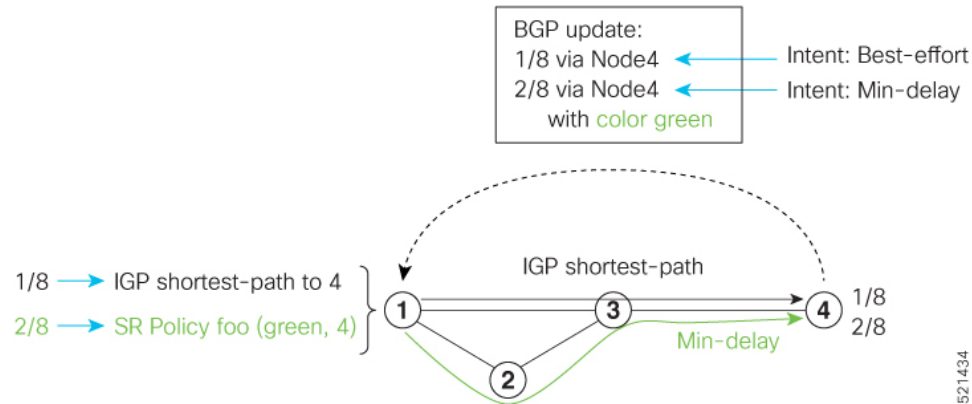 BGP update:
1/8 via Node4
Intent: Best-effort
2/8 via Node4
Intent: Min-delay
with color green
IGP shortest-path
1/8 IGP shortest-path to 4
2/8 SR Policy foo (green, 4)
1
3
4
1/8
2/8
Min-delay
2
521434